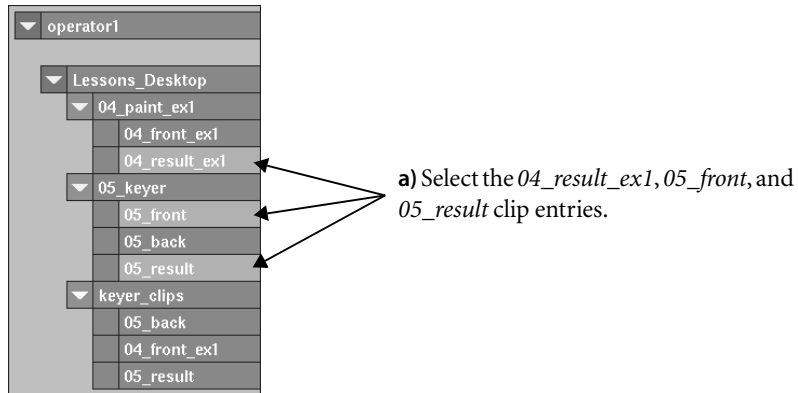 operator1
Lessons_Desktop
04_paint_ex1
04_front_ex1
04_result_ex1
05_keyer
05_front
05_back
05_result
keyer_clips
05_back
04_front_ex1
05_result
a) Select the 04_result_ex1, 05_front, and
05_result clip entries.